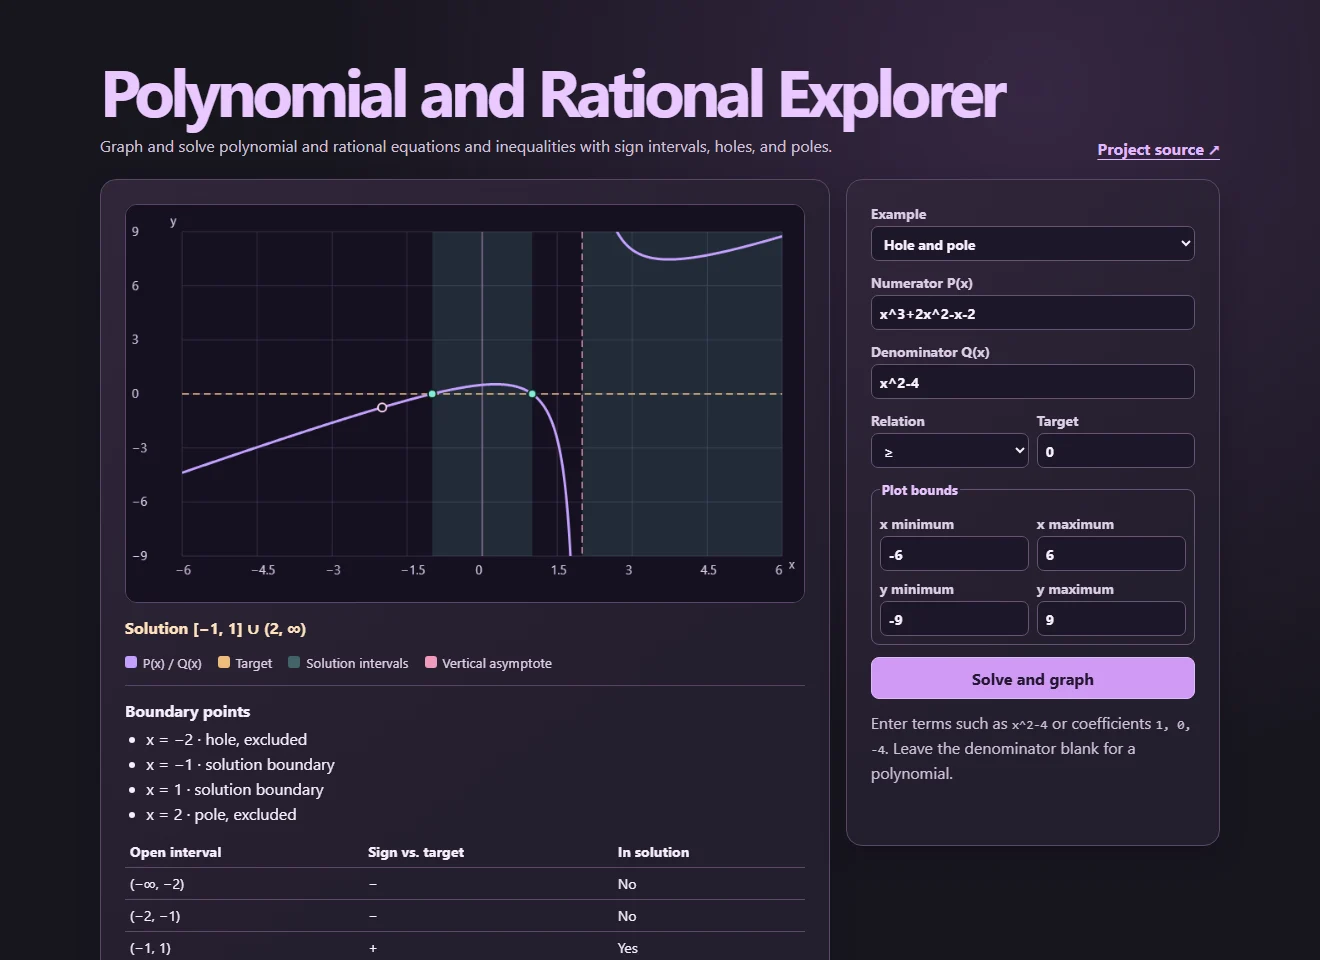 Polynomial and Rational Explorer
Graph and solve polynomial and rational equations and inequalities with sign intervals, holes, and poles.
Project source ↗
y
9
6
3
0
−3
−6
−9
−6 −4.5 −3 −1.5 0 1.5 3 4.5 6 x
Solution [−1, 1] ∪ (2, ∞)
P(x) / Q(x) Target Solution intervals Vertical asymptote
Boundary points
• x = −2 · hole, excluded
• x = −1 · solution boundary
• x = 1 · solution boundary
• x = 2 · pole, excluded
Open interval Sign vs. target In solution
(−∞, −2) − No
(−2, −1) − No
(−1, 1) + Yes
Example
Hole and pole
Numerator P(x)
x^3+2x^2-x-2
Denominator Q(x)
x^2-4
Relation Target
≥ 0
Plot bounds
x minimum x maximum
-6 6
y minimum y maximum
-9 9
Solve and graph
Enter terms such as x^2-4 or coefficients 1, 0,
-4. Leave the denominator blank for a
polynomial.